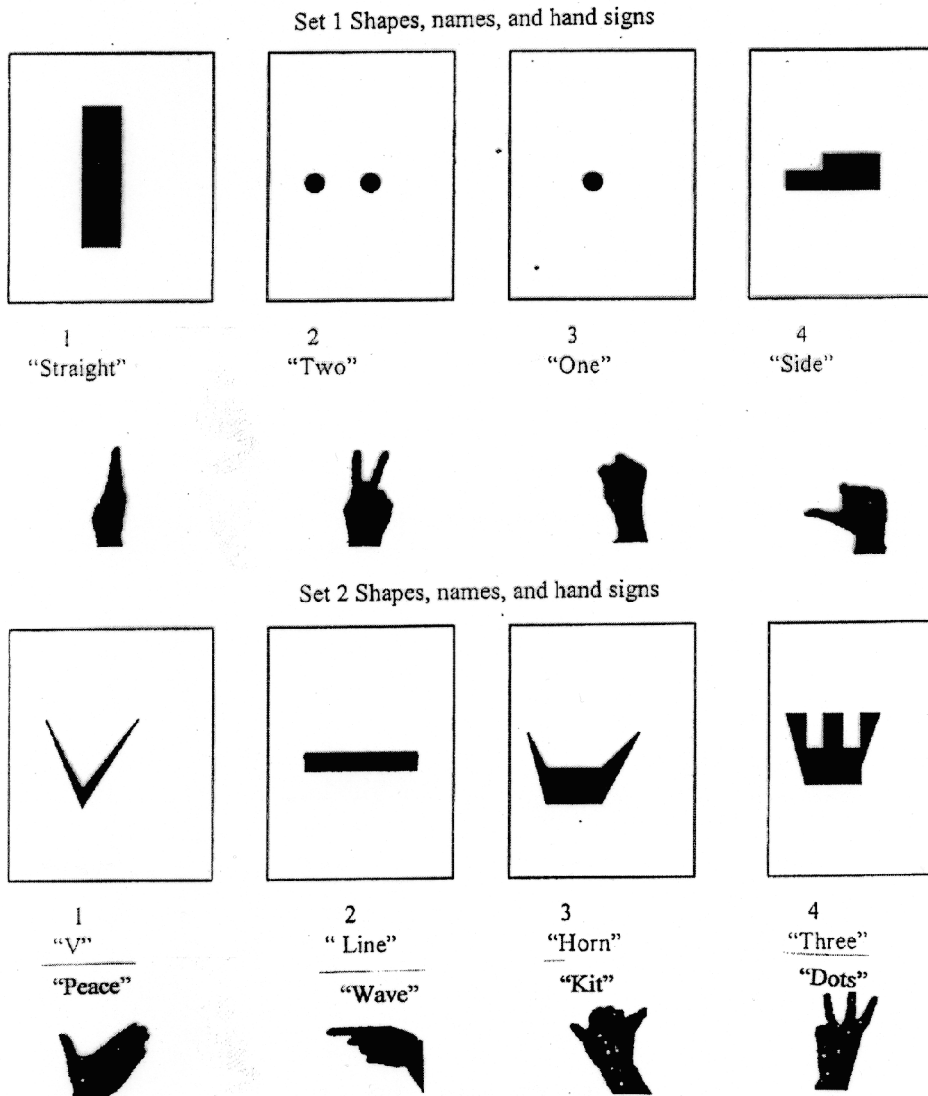 Set 1 Shapes, names, and hand signs
1 2 3 4
“Straight” “Two” “One” “Side”
Set 2 Shapes, names, and hand signs
1 2 3 4
“V” “ Line” “Horn” “Three”
“Peace” “Wave” “Kit” “Dots”